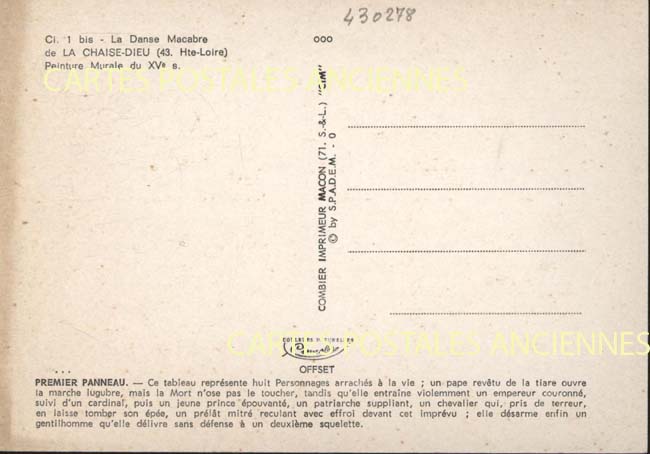 430278
Cl. 1 bis - La Danse Macabre
de LA CHAISE-DIEU (43. Hte-Loire)
Peinture Murale du XVe s.
ooo
CARTES POSTALES ANCIENNES
COMBIER IMPRIMEUR MACON (71. S.-&-L.) "CIM"
© by S.P.A.D.E.M. - 0
CARTES POSTALES ANCIENNES
OFFSET
...
PREMIER PANNEAU. — Ce tableau représente huit Personnages arrachés à la vie ; un pape revêtu de la tiare ouvre
la marche lugubre, mais la Mort n'ose pas le toucher, tandis qu'elle entraîne violemment un empereur couronné,
suivi d'un cardinal, puis un jeune prince épouvanté, un patriarche suppliant, un chevalier qui, pris de terreur,
en laisse tomber son épée, un prélat mitré reculant avec effroi devant cet imprévu ; elle désarme enfin un
gentilhomme qu'elle délivre sans défense à un deuxième squelette.